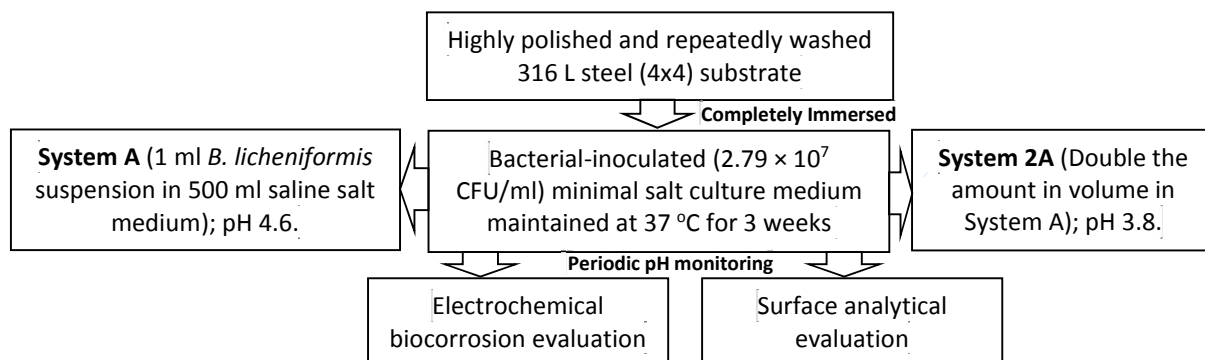 Highly polished and repeatedly washed
316 L steel (4x4) substrate
Completely Immersed
System A (1 ml B. licheniformis
suspension in 500 ml saline salt
medium); pH 4.6.
Bacterial-inoculated (2.79 × 10⁷
CFU/ml) minimal salt culture medium
maintained at 37 °C for 3 weeks
System 2A (Double the
amount in volume in
System A); pH 3.8.
Periodic pH monitoring
Electrochemical
biocorrosion evaluation
Surface analytical
evaluation